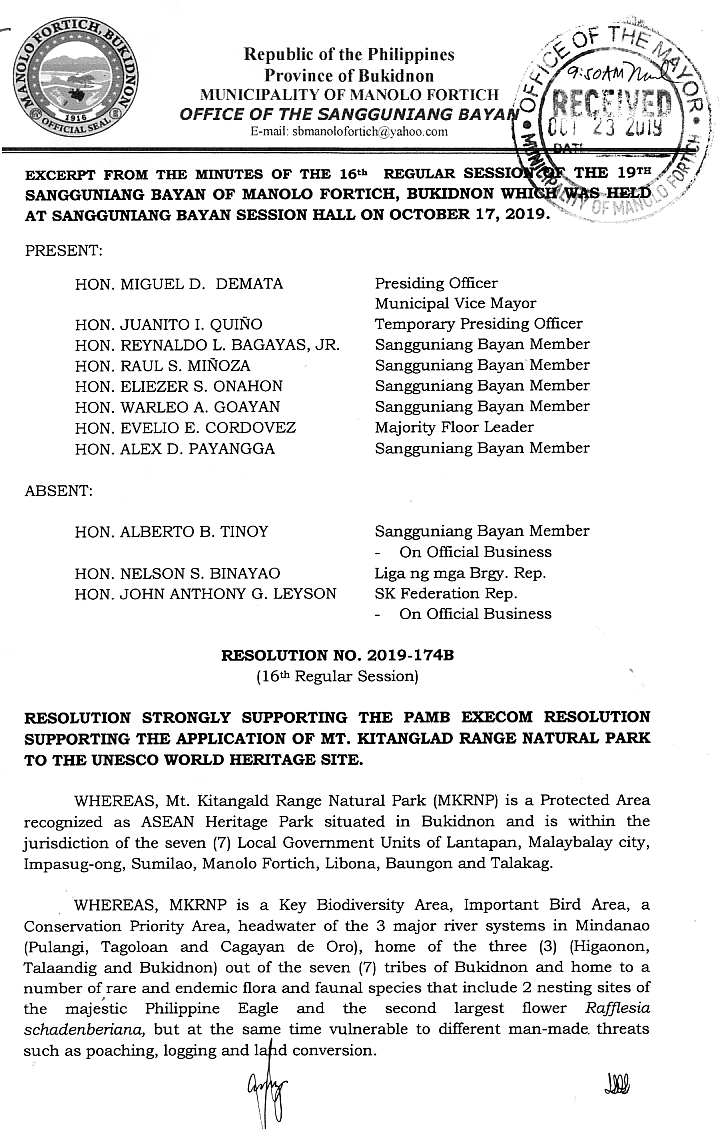 MANOLO FORTICH, BUKIDNON
1916
OFFICIAL SEAL
Republic of the Philippines
Province of Bukidnon
MUNICIPALITY OF MANOLO FORTICH
OFFICE OF THE SANGGUNIANG BAYAN
E-mail: sbmanolofortich@yahoo.com
OFFICE OF THE MAYOR
9:50AM
RECEIVED
OCT 23 2019
DATE
MUNICIPALITY OF MANOLO FORTICH
EXCERPT FROM THE MINUTES OF THE 16th REGULAR SESSION OF THE 19TH
SANGGUNIANG BAYAN OF MANOLO FORTICH, BUKIDNON WHICH WAS HELD
AT SANGGUNIANG BAYAN SESSION HALL ON OCTOBER 17, 2019.
PRESENT:
HON. MIGUEL D. DEMATA Presiding Officer
Municipal Vice Mayor
HON. JUANITO I. QUIÑO Temporary Presiding Officer
HON. REYNALDO L. BAGAYAS, JR. Sangguniang Bayan Member
HON. RAUL S. MIÑOZA Sangguniang Bayan Member
HON. ELIEZER S. ONAHON Sangguniang Bayan Member
HON. WARLEO A. GOAYAN Sangguniang Bayan Member
HON. EVELIO E. CORDOVEZ Majority Floor Leader
HON. ALEX D. PAYANGGA Sangguniang Bayan Member
ABSENT:
HON. ALBERTO B. TINOY Sangguniang Bayan Member
- On Official Business
HON. NELSON S. BINAYAO Liga ng mga Brgy. Rep.
HON. JOHN ANTHONY G. LEYSON SK Federation Rep.
- On Official Business
RESOLUTION NO. 2019-174B
(16th Regular Session)
RESOLUTION STRONGLY SUPPORTING THE PAMB EXECOM RESOLUTION
SUPPORTING THE APPLICATION OF MT. KITANGLAD RANGE NATURAL PARK
TO THE UNESCO WORLD HERITAGE SITE.
WHEREAS, Mt. Kitangald Range Natural Park (MKRNP) is a Protected Area
recognized as ASEAN Heritage Park situated in Bukidnon and is within the
jurisdiction of the seven (7) Local Government Units of Lantapan, Malaybalay city,
Impasug-ong, Sumilao, Manolo Fortich, Libona, Baungon and Talakag.
WHEREAS, MKRNP is a Key Biodiversity Area, Important Bird Area, a
Conservation Priority Area, headwater of the 3 major river systems in Mindanao
(Pulangi, Tagoloan and Cagayan de Oro), home of the three (3) (Higaonon,
Talaandig and Bukidnon) out of the seven (7) tribes of Bukidnon and home to a
number of rare and endemic flora and faunal species that include 2 nesting sites of
the majestic Philippine Eagle and the second largest flower Rafflesia
schadenberiana, but at the same time vulnerable to different man-made threats
such as poaching, logging and land conversion.